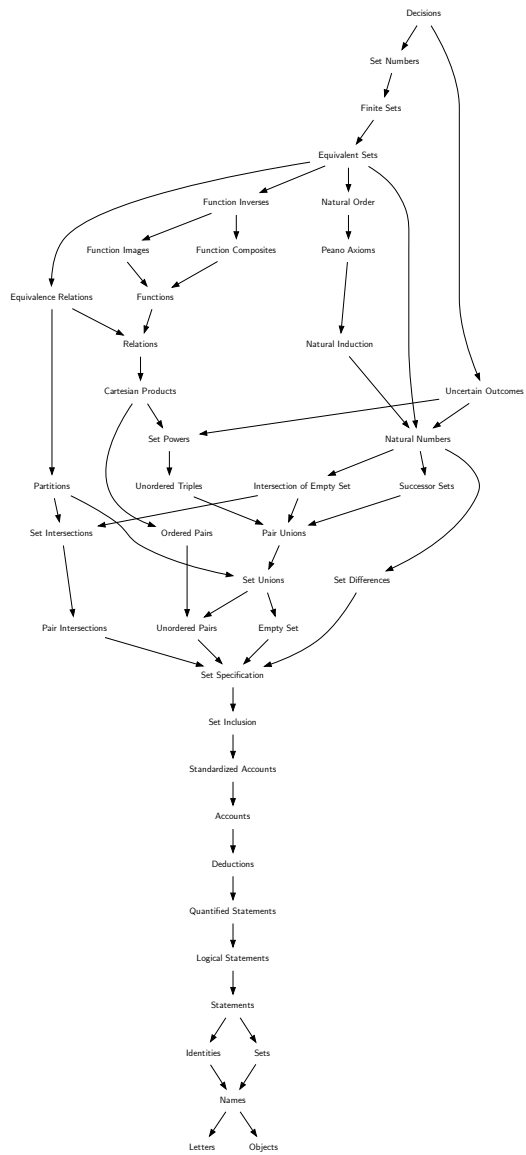 Decisions
Set Numbers
Finite Sets
Equivalent Sets
Function Inverses
Natural Order
Function Images
Function Composites
Peano Axioms
Equivalence Relations
Functions
Relations
Natural Induction
Cartesian Products
Uncertain Outcomes
Set Powers
Natural Numbers
Partitions
Unordered Triples
Intersection of Empty Set
Successor Sets
Set Intersections
Ordered Pairs
Pair Unions
Set Unions
Set Differences
Pair Intersections
Unordered Pairs
Empty Set
Set Specification
Set Inclusion
Standardized Accounts
Accounts
Deductions
Quantified Statements
Logical Statements
Statements
Identities
Sets
Names
Letters
Objects